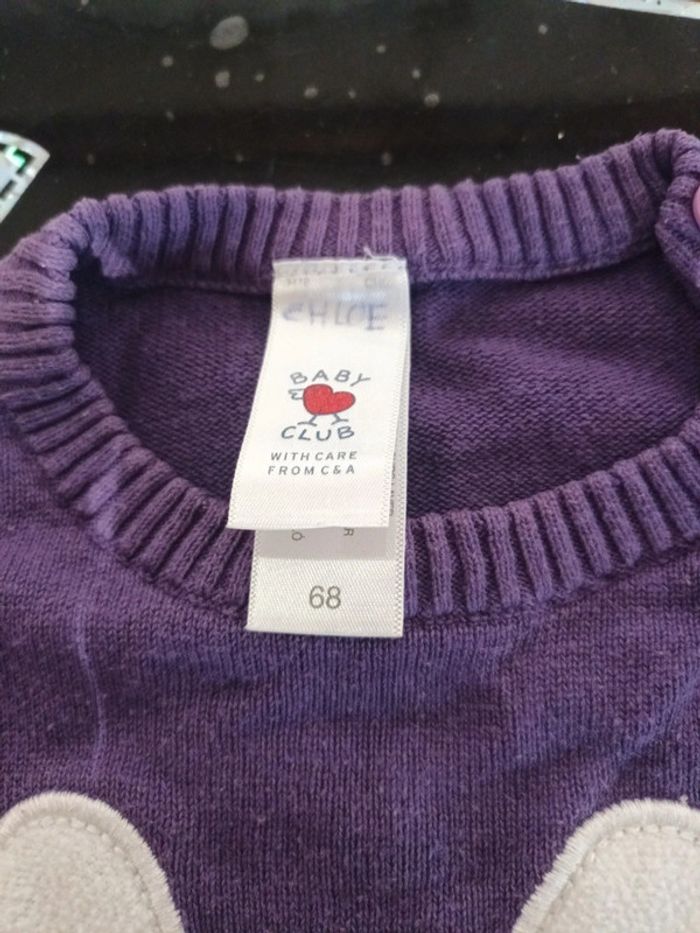 CHLOE
BABY
CLUB
WITH CARE
FROM C&A
68